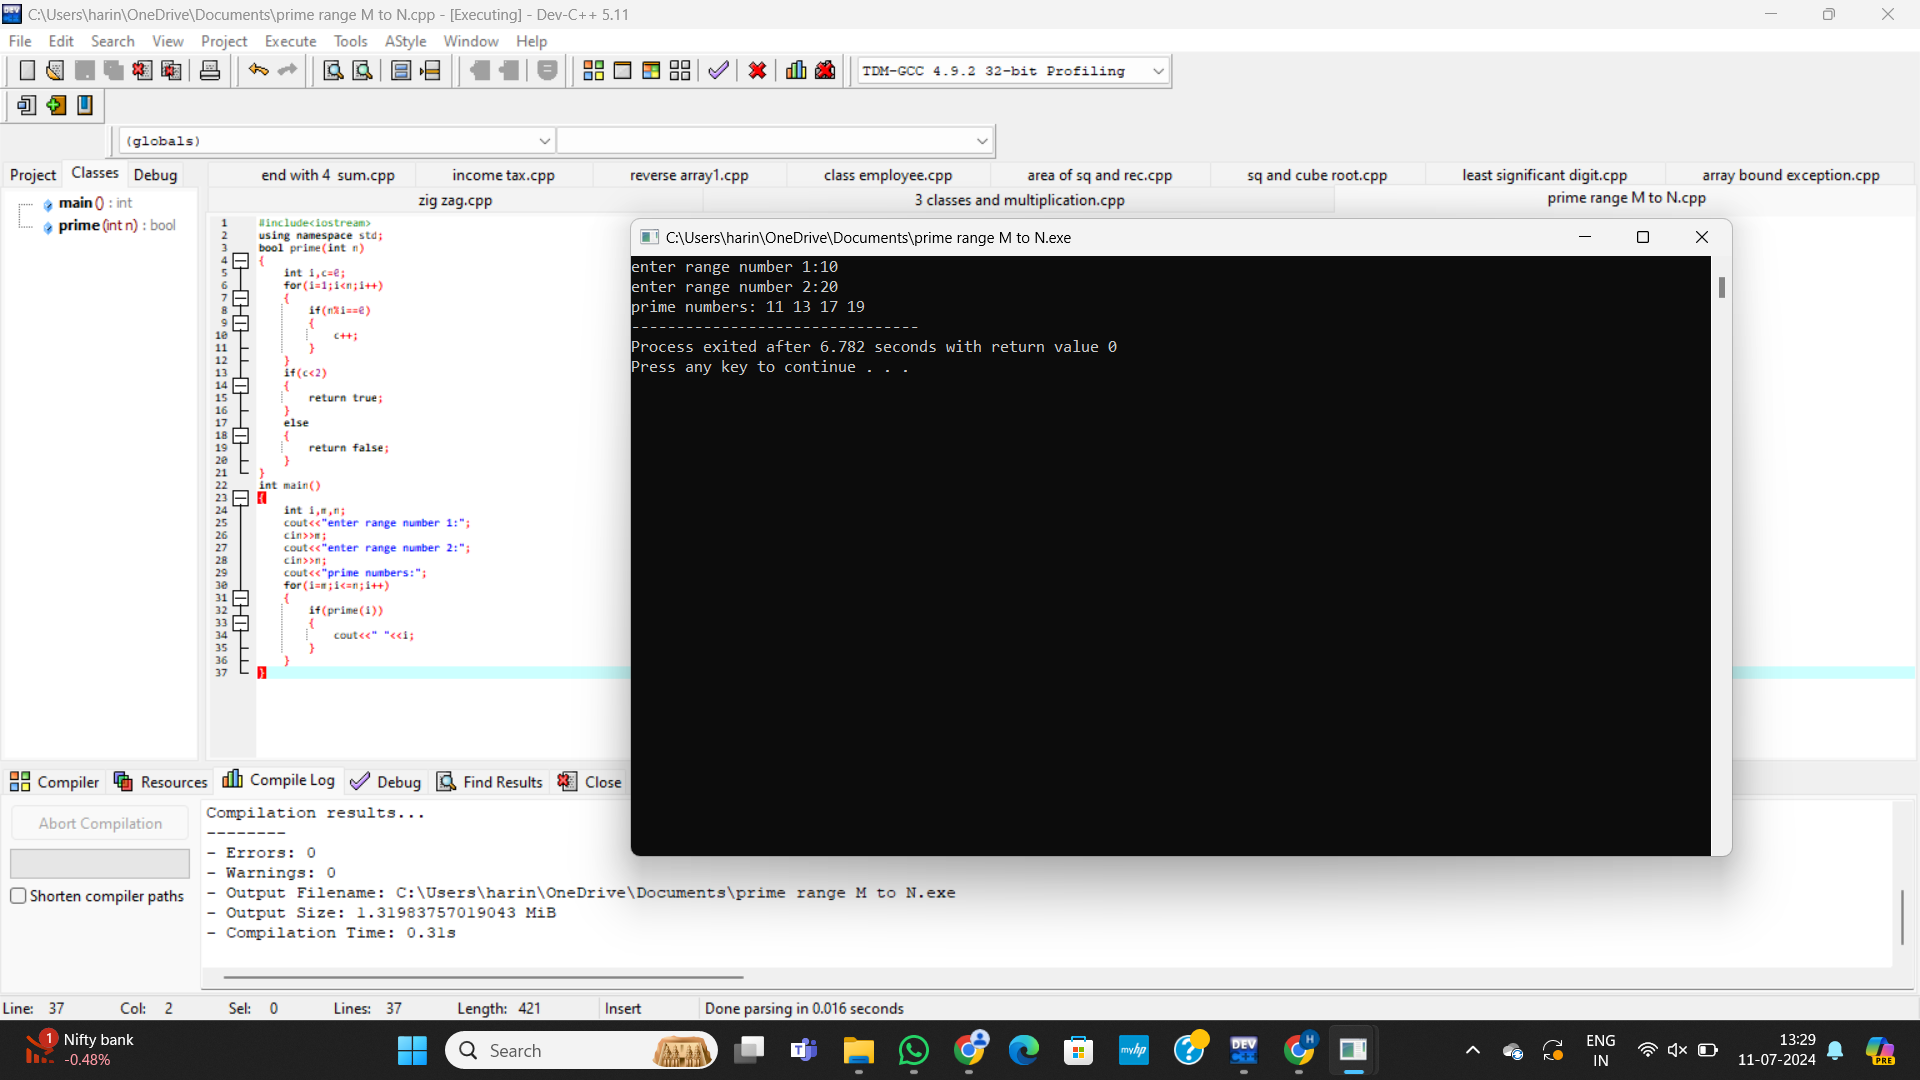 C:\Users\harin\OneDrive\Documents\prime range M to N.cpp - [Executing] - Dev-C++ 5.11
File Edit Search View Project Execute Tools AStyle Window Help
TDM-GCC 4.9.2 32-bit Profiling
(globals)
Project Classes Debug
main () : int
prime (int n) : bool
end with 4 sum.cpp income tax.cpp reverse array1.cpp class employee.cpp area of sq and rec.cpp sq and cube root.cpp least significant digit.cpp array bound exception.cpp
zig zag.cpp 3 classes and multiplication.cpp prime range M to N.cpp
1 #include<iostream>
2 using namespace std;
3 bool prime(int n)
4 {
5 int i,c=0;
6 for(i=1;i<n;i++)
7 {
8 if(n%i==0)
9 {
10 c++;
11 }
12 }
13 if(c<2)
14 {
15 return true;
16 }
17 else
18 {
19 return false;
20 }
21 }
22 int main()
23 {
24 int i,m,n;
25 cout<<"enter range number 1:";
26 cin>>m;
27 cout<<"enter range number 2:";
28 cin>>n;
29 cout<<"prime numbers:";
30 for(i=m;i<=n;i++)
31 {
32 if(prime(i))
33 {
34 cout<<" "<<i;
35 }
36 }
37 }
C:\Users\harin\OneDrive\Documents\prime range M to N.exe
enter range number 1:10
enter range number 2:20
prime numbers: 11 13 17 19
--------------------------------
Process exited after 6.782 seconds with return value 0
Press any key to continue . . .
Compiler Resources Compile Log Debug Find Results Close
Abort Compilation
Shorten compiler paths
Compilation results...
--------
- Errors: 0
- Warnings: 0
- Output Filename: C:\Users\harin\OneDrive\Documents\prime range M to N.exe
- Output Size: 1.31983757019043 MiB
- Compilation Time: 0.31s
Line: 37 Col: 2 Sel: 0 Lines: 37 Length: 421 Insert Done parsing in 0.016 seconds
1
Nifty bank
-0.48%
Search
myhp
DEV
H
ENG
IN
13:29
11-07-2024
PRE